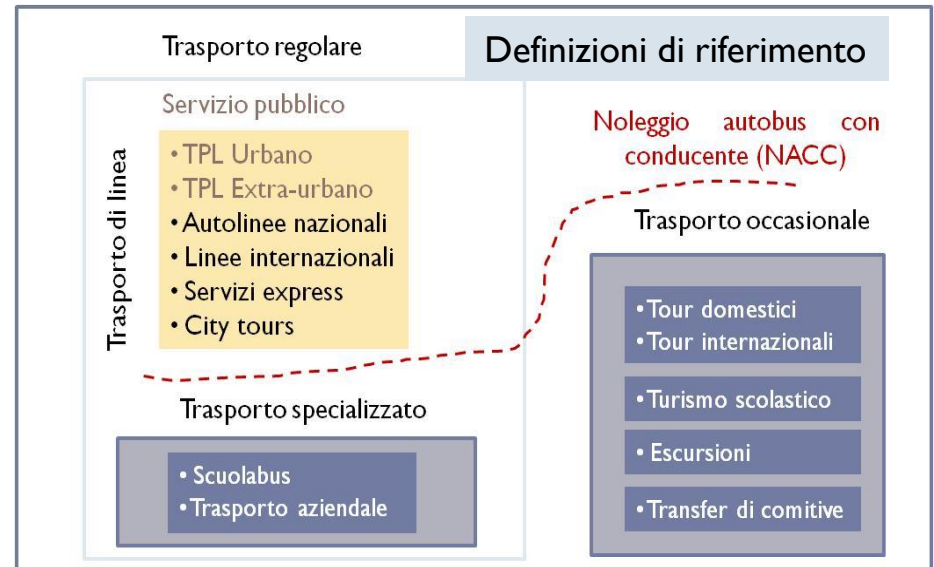 Definizioni di riferimento
Trasporto regolare
Trasporto di linea
Servizio pubblico
• TPL Urbano
• TPL Extra-urbano
• Autolinee nazionali
• Linee internazionali
• Servizi express
• City tours
Trasporto specializzato
• Scuolabus
• Trasporto aziendale
Noleggio autobus con
conducente (NACC)
Trasporto occasionale
• Tour domestici
• Tour internazionali
• Turismo scolastico
• Escursioni
• Transfer di comitive